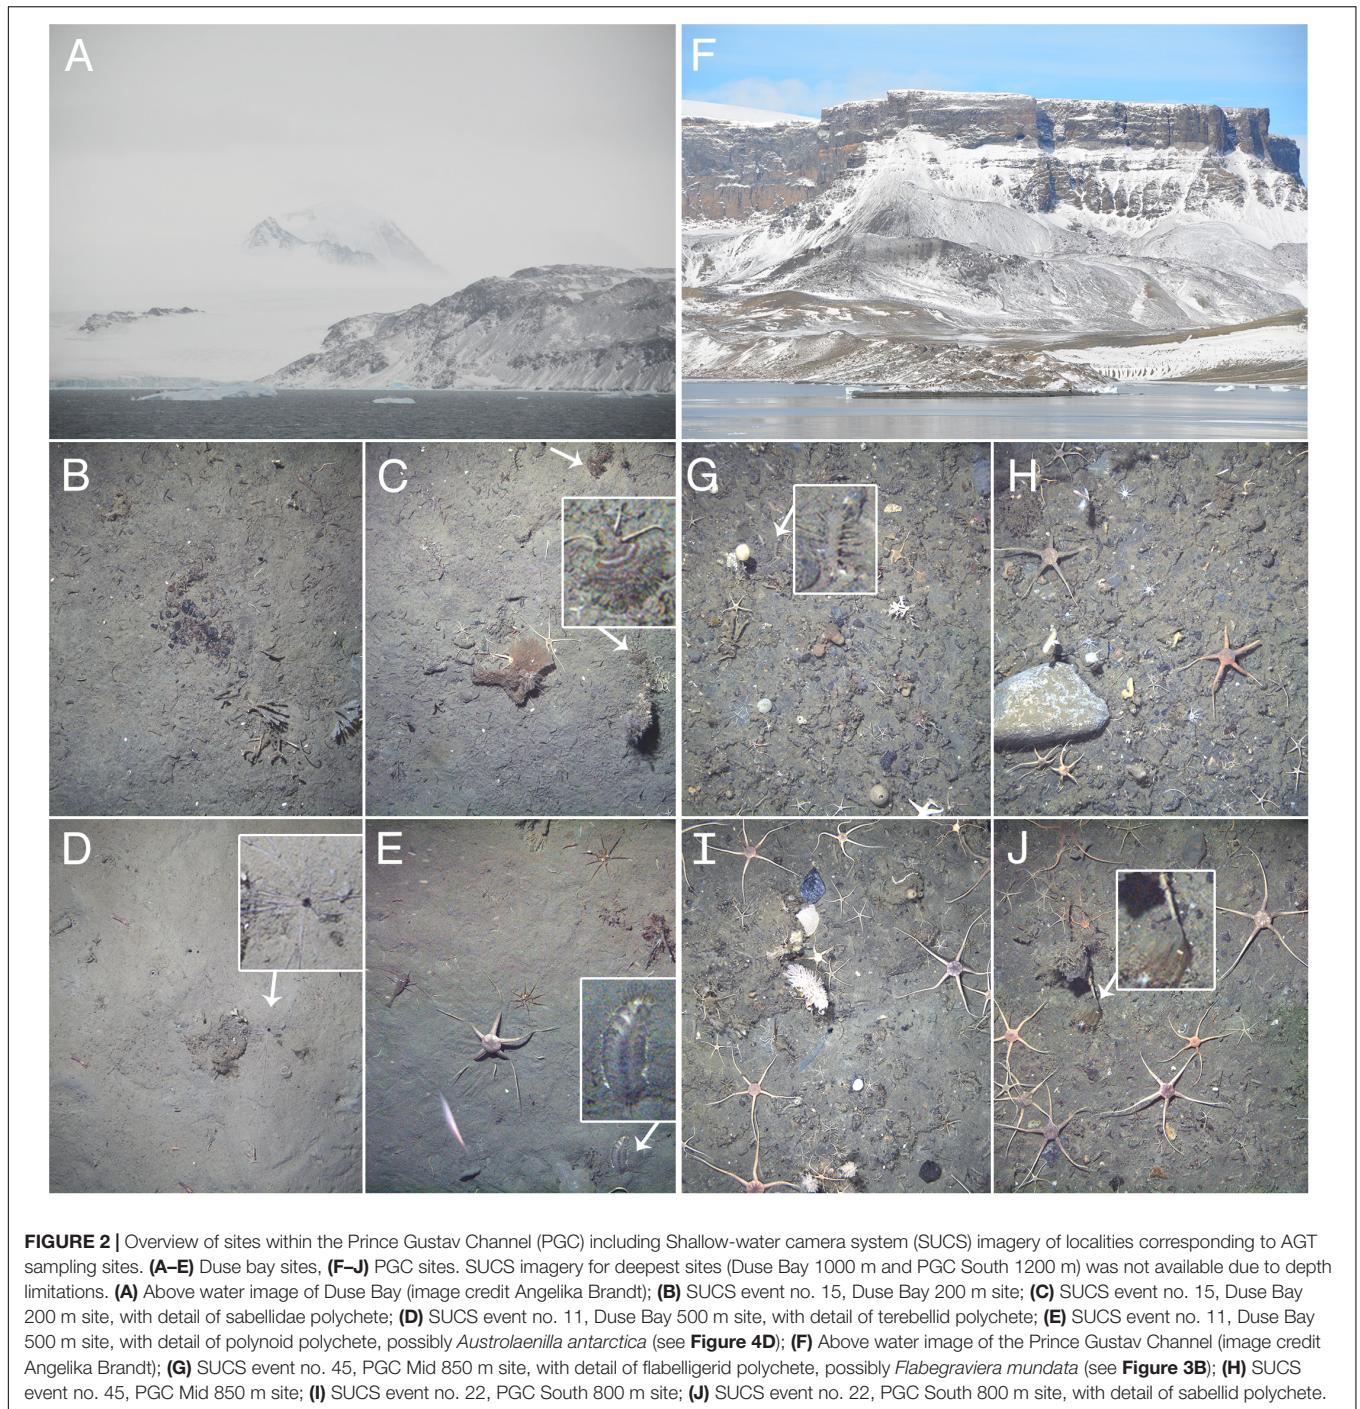 A
F
B
C
G
H
D
E
I
J
FIGURE 2 | Overview of sites within the Prince Gustav Channel (PGC) including Shallow-water camera system (SUCS) imagery of localities corresponding to AGT
sampling sites. (A–E) Duse bay sites, (F–J) PGC sites. SUCS imagery for deepest sites (Duse Bay 1000 m and PGC South 1200 m) was not available due to depth
limitations. (A) Above water image of Duse Bay (image credit Angelika Brandt); (B) SUCS event no. 15, Duse Bay 200 m site; (C) SUCS event no. 15, Duse Bay
200 m site, with detail of sabellidae polychete; (D) SUCS event no. 11, Duse Bay 500 m site, with detail of terebellid polychete; (E) SUCS event no. 11, Duse Bay
500 m site, with detail of polynoid polychete, possibly Austrolaenilla antarctica (see Figure 4D); (F) Above water image of the Prince Gustav Channel (image credit
Angelika Brandt); (G) SUCS event no. 45, PGC Mid 850 m site, with detail of flabelligerid polychete, possibly Flabegraviera mundata (see Figure 3B); (H) SUCS
event no. 45, PGC Mid 850 m site; (I) SUCS event no. 22, PGC South 800 m site; (J) SUCS event no. 22, PGC South 800 m site, with detail of sabellid polychete.